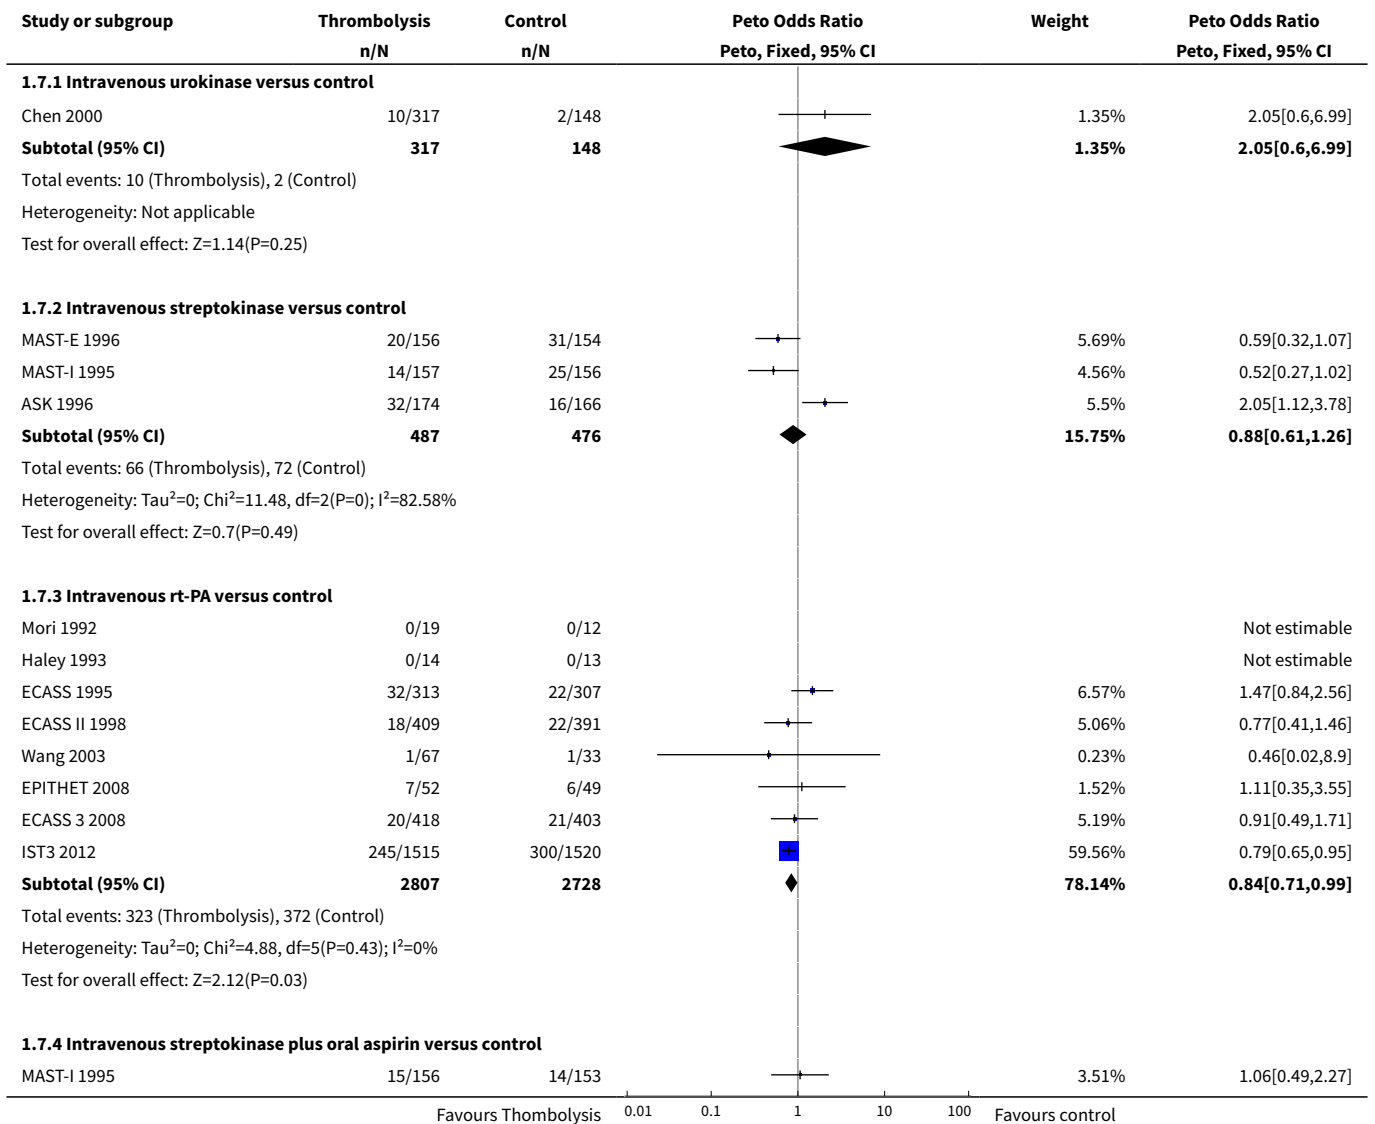 Study or subgroup Thrombolysis Control Peto Odds Ratio Weight Peto Odds Ratio
n/N n/N Peto, Fixed, 95% CI Peto, Fixed, 95% CI
1.7.1 Intravenous urokinase versus control
Chen 2000 10/317 2/148 1.35% 2.05[0.6,6.99]
Subtotal (95% CI) 317 148 1.35% 2.05[0.6,6.99]
Total events: 10 (Thrombolysis), 2 (Control)
Heterogeneity: Not applicable
Test for overall effect: Z=1.14(P=0.25)
1.7.2 Intravenous streptokinase versus control
MAST-E 1996 20/156 31/154 5.69% 0.59[0.32,1.07]
MAST-I 1995 14/157 25/156 4.56% 0.52[0.27,1.02]
ASK 1996 32/174 16/166 5.5% 2.05[1.12,3.78]
Subtotal (95% CI) 487 476 15.75% 0.88[0.61,1.26]
Total events: 66 (Thrombolysis), 72 (Control)
Heterogeneity: Tau²=0; Chi²=11.48, df=2(P=0); I²=82.58%
Test for overall effect: Z=0.7(P=0.49)
1.7.3 Intravenous rt-PA versus control
Mori 1992 0/19 0/12 Not estimable
Haley 1993 0/14 0/13 Not estimable
ECASS 1995 32/313 22/307 6.57% 1.47[0.84,2.56]
ECASS II 1998 18/409 22/391 5.06% 0.77[0.41,1.46]
Wang 2003 1/67 1/33 0.23% 0.46[0.02,8.9]
EPITHET 2008 7/52 6/49 1.52% 1.11[0.35,3.55]
ECASS 3 2008 20/418 21/403 5.19% 0.91[0.49,1.71]
IST3 2012 245/1515 300/1520 59.56% 0.79[0.65,0.95]
Subtotal (95% CI) 2807 2728 78.14% 0.84[0.71,0.99]
Total events: 323 (Thrombolysis), 372 (Control)
Heterogeneity: Tau²=0; Chi²=4.88, df=5(P=0.43); I²=0%
Test for overall effect: Z=2.12(P=0.03)
1.7.4 Intravenous streptokinase plus oral aspirin versus control
MAST-I 1995 15/156 14/153 3.51% 1.06[0.49,2.27]
Favours Thombolysis 0.01 0.1 1 10 100 Favours control